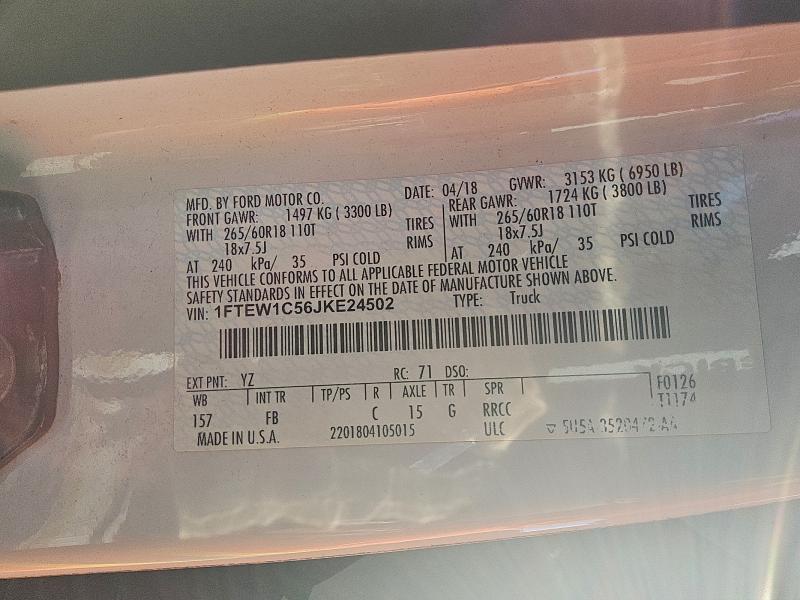 MFD. BY FORD MOTOR CO. DATE: 04/18 GVWR: 3153 KG ( 6950 LB)
FRONT GAWR: 1497 KG ( 3300 LB) REAR GAWR: 1724 KG ( 3800 LB)
WITH 265/60R18 110T TIRES WITH 265/60R18 110T TIRES
18x7.5J RIMS 18x7.5J RIMS
AT 240 kPa/ 35 PSI COLD AT 240 kPa/ 35 PSI COLD
THIS VEHICLE CONFORMS TO ALL APPLICABLE FEDERAL MOTOR VEHICLE
SAFETY STANDARDS IN EFFECT ON THE DATE OF MANUFACTURE SHOWN ABOVE.
VIN: 1FTEW1C56JKE24502 TYPE: Truck
EXT PNT: YZ RC: 71 DSO:
WB INT TR TP/PS R AXLE TR SPR F0126
157 FB C 15 G RRCC T1174
MADE IN U.S.A. 2201804105015 ULC